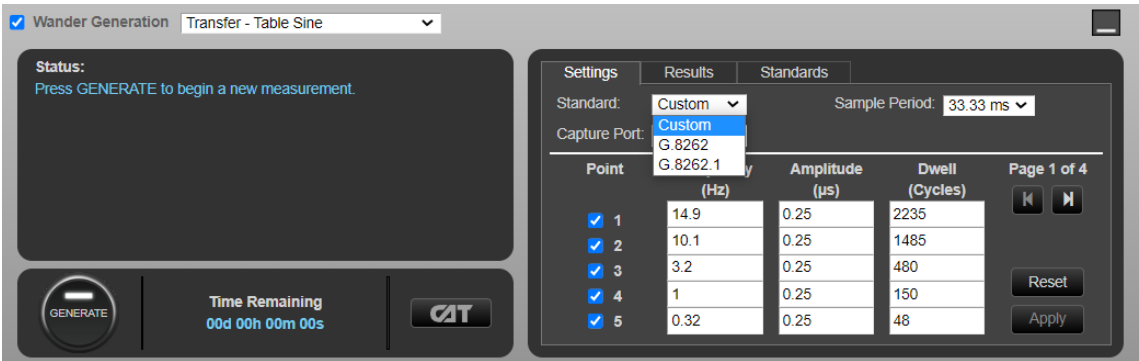 Wander Generation Transfer - Table Sine
Status:
Press GENERATE to begin a new measurement.
GENERATE
Time Remaining
00d 00h 00m 00s
CAT
Settings Results Standards
Standard: Custom Sample Period: 33.33 ms
Custom
Capture Port:
G.8262
G.8262.1
Point Amplitude Dwell Page 1 of 4
(Hz) (µs) (Cycles)
1 14.9 0.25 2235
2 10.1 0.25 1485
3 3.2 0.25 480
4 1 0.25 150
5 0.32 0.25 48
Reset
Apply